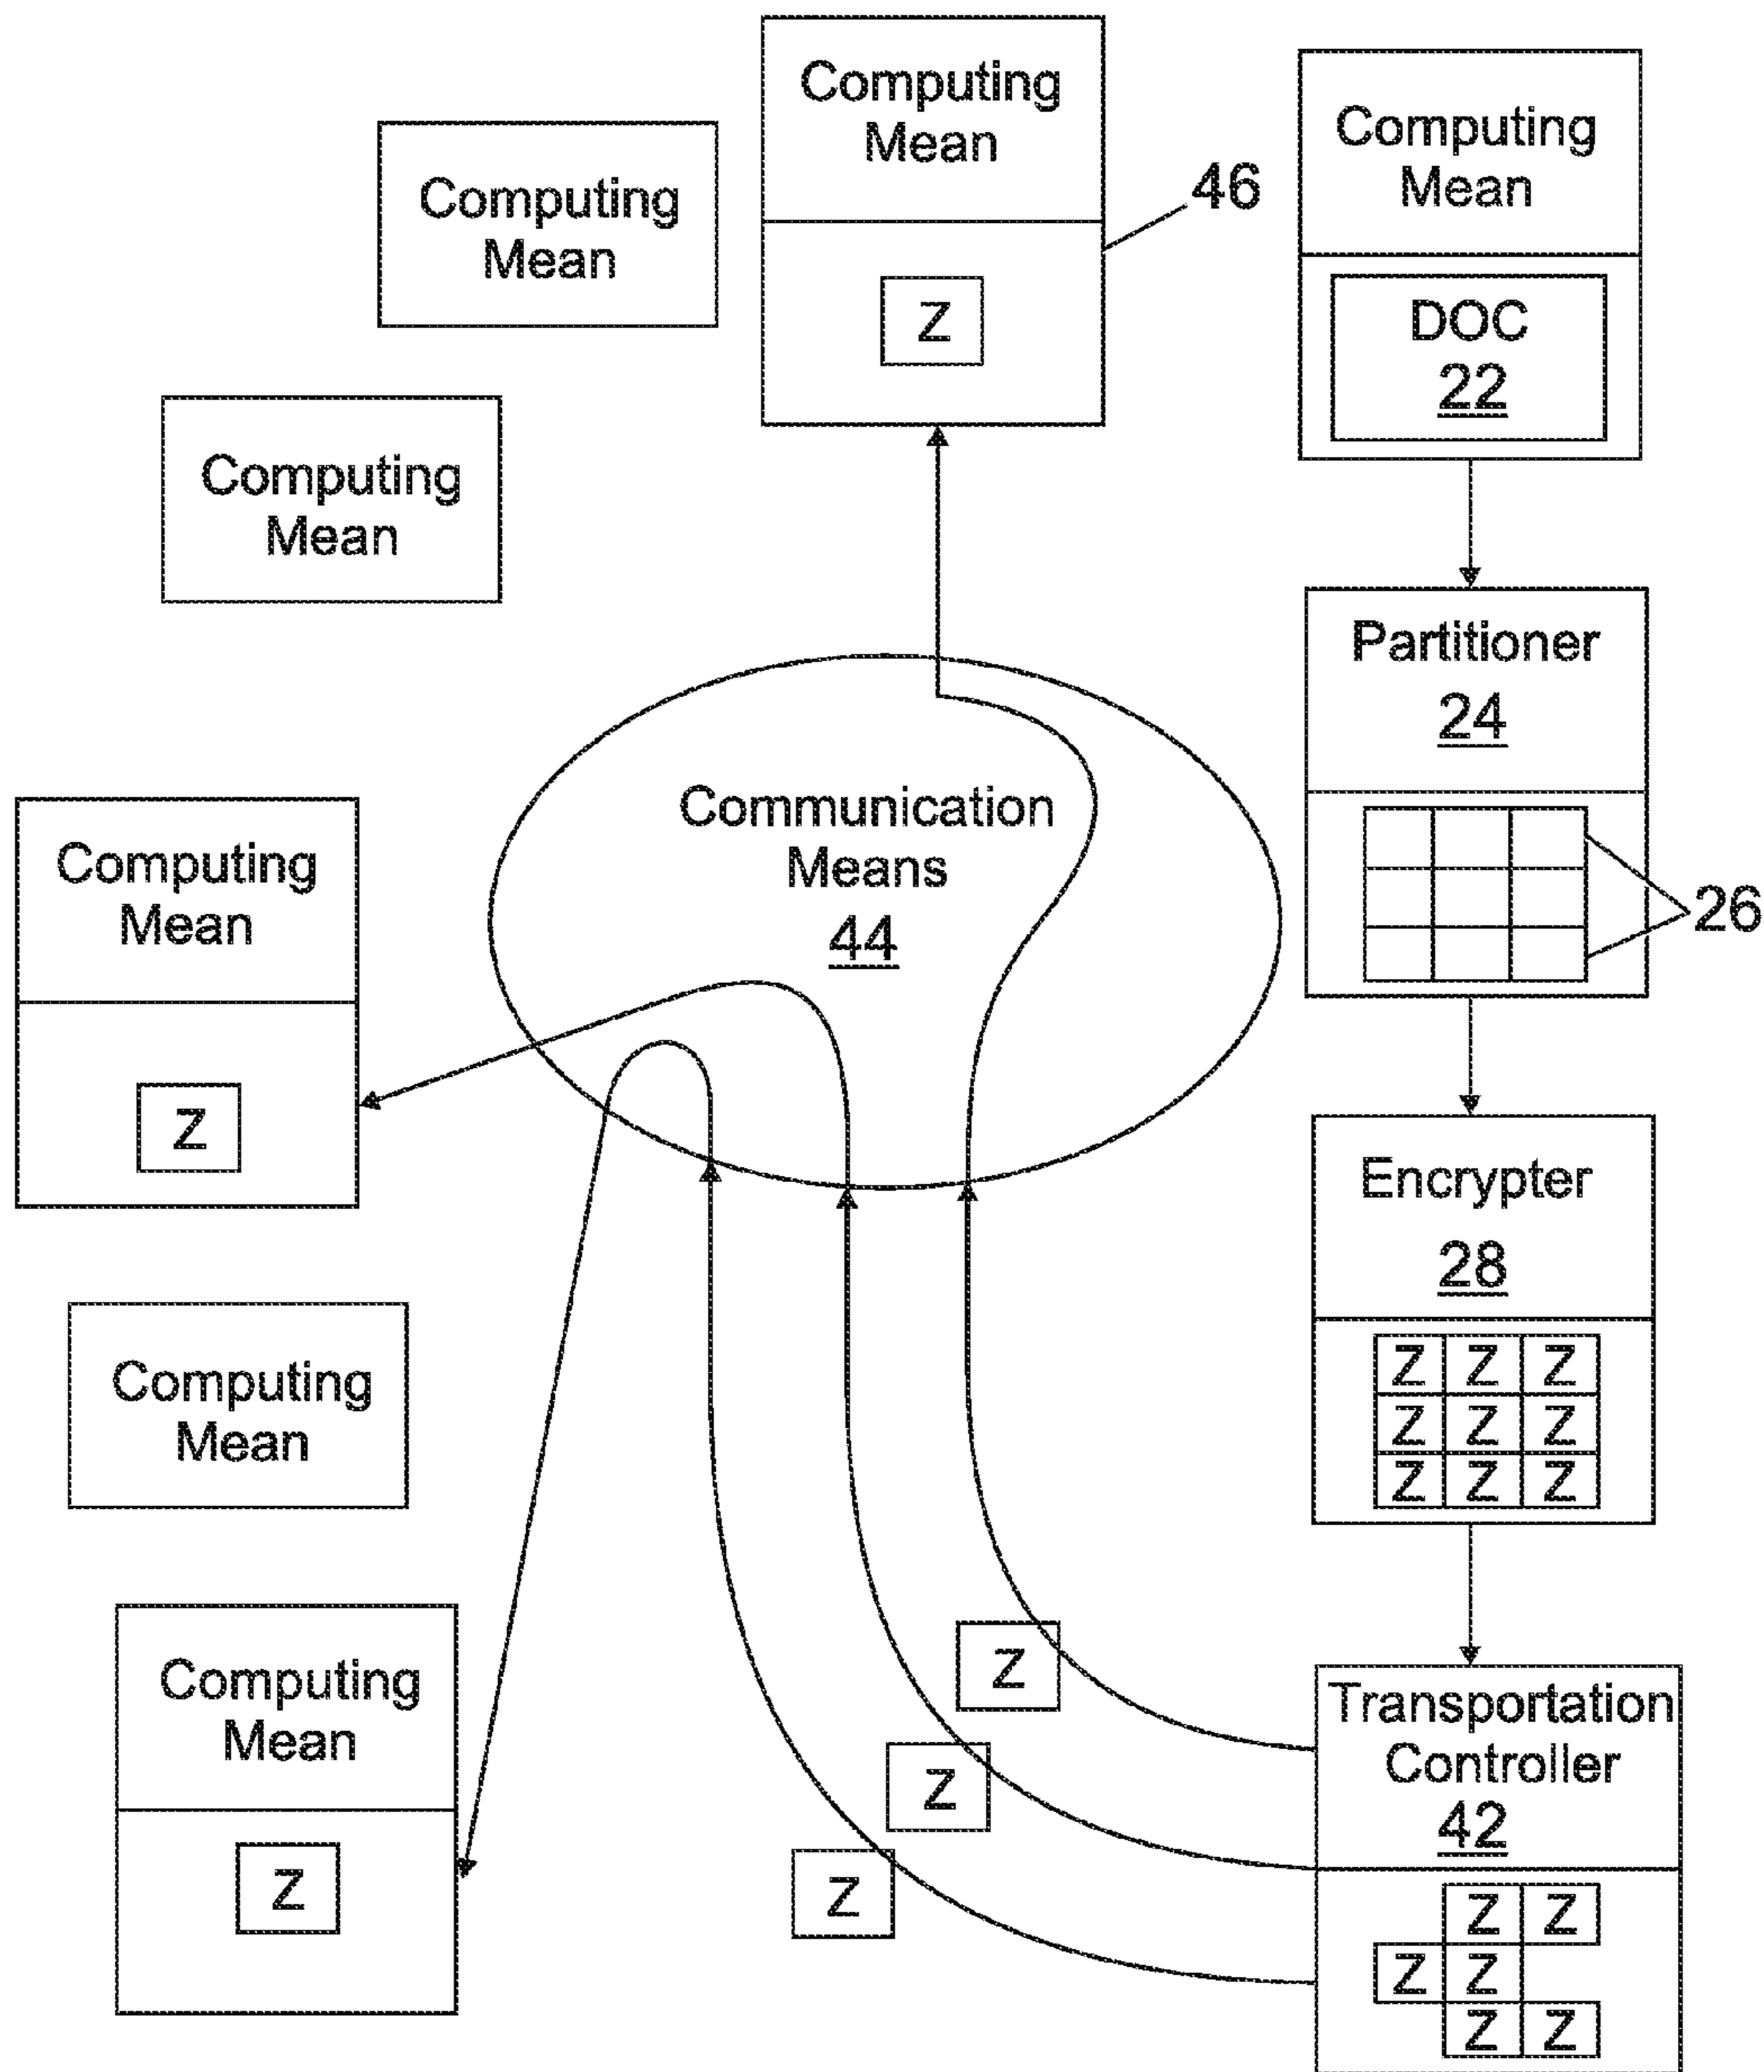 Computing
Mean
Z
46
Computing
Mean
DOC
22
Computing
Mean
Computing
Mean
Partitioner
24
26
Communication
Means
44
Computing
Mean
Z
Encrypter
28
Z Z Z
Z Z Z
Z Z Z
Computing
Mean
Computing
Mean
Z
Z
Z
Z
Transportation
Controller
42
Z Z
Z Z
Z Z